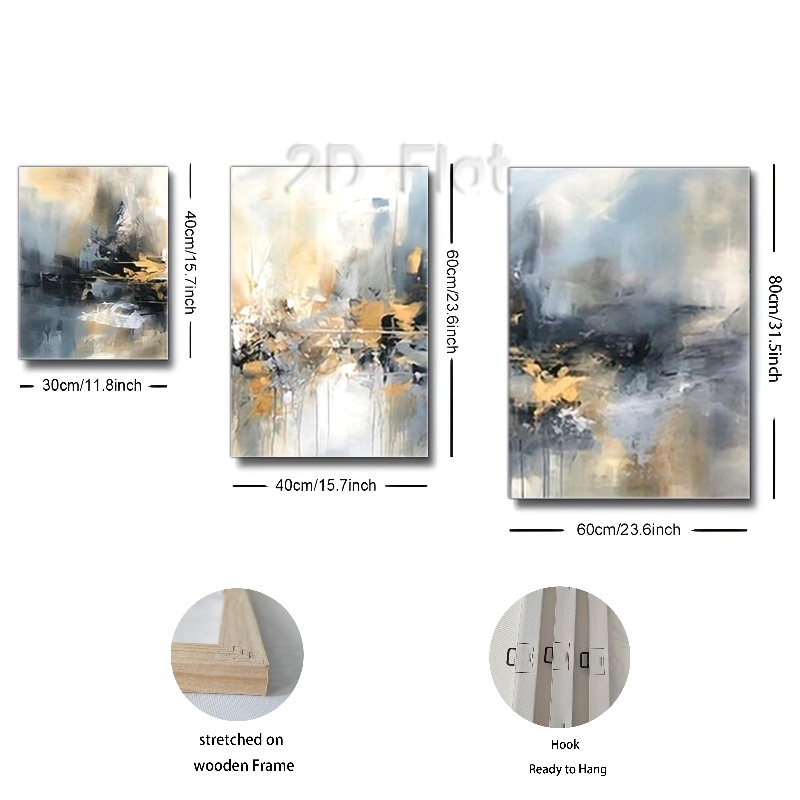 2D Flat
40cm/15.7inch
60cm/23.6inch
80cm/31.5inch
30cm/11.8inch
40cm/15.7inch
60cm/23.6inch
stretched on
wooden Frame
Hook
Ready to Hang